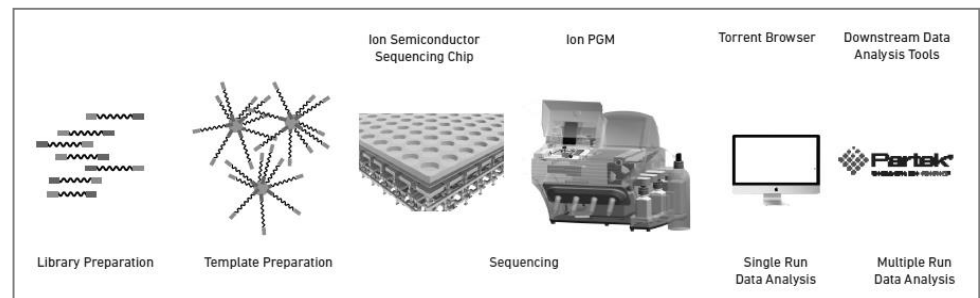 Ion Semiconductor
Sequencing Chip
Ion PGM
Torrent Browser
Downstream Data
Analysis Tools
Partek
Library Preparation
Template Preparation
Sequencing
Single Run
Data Analysis
Multiple Run
Data Analysis